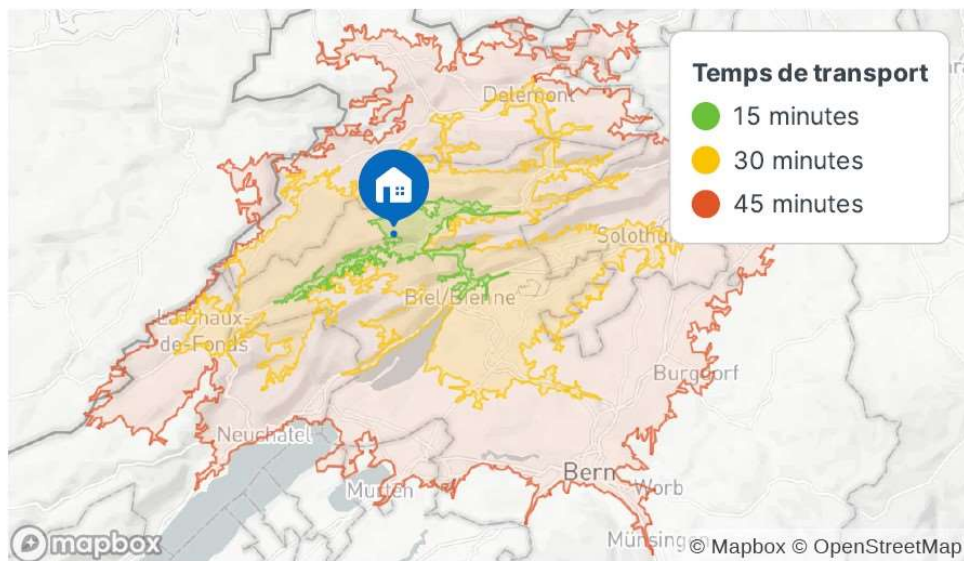 Temps de transport
15 minutes
30 minutes
45 minutes
Delémont
Solothu
Biel/Bienne
La Chaux-
de-Fonds
Burgdorf
Neuchâtel
Bern
Murten
Worb
Münsingen
mapbox
© Mapbox © OpenStreetMap